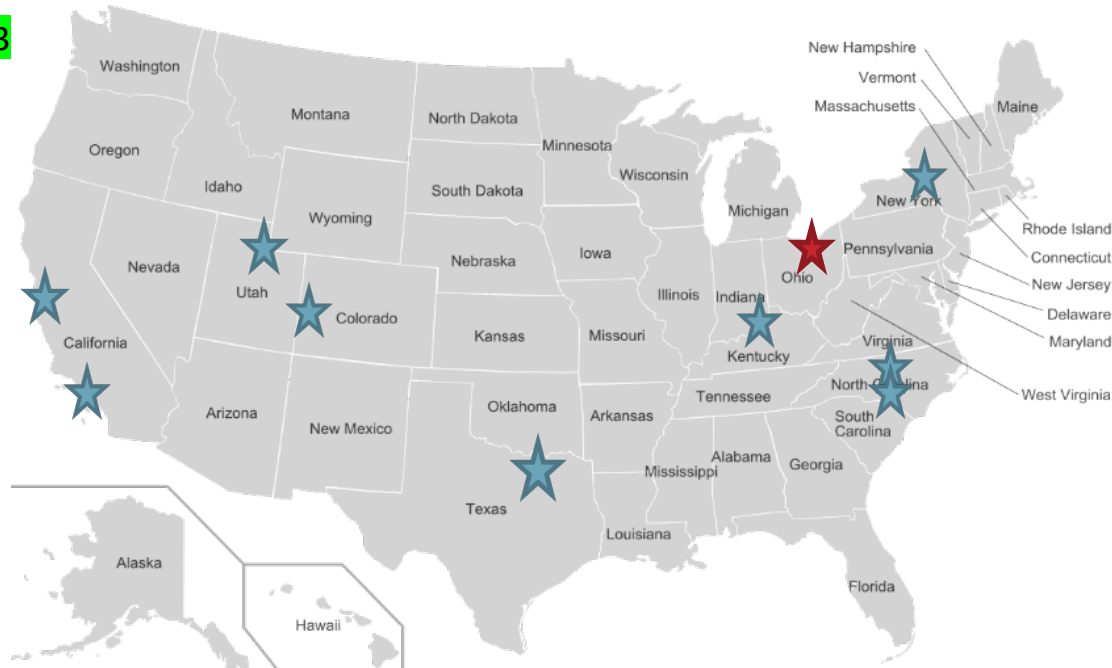 B
New Hampshire
Washington
Vermont
Massachusetts
Maine
Montana
North Dakota
Minnesota
Oregon
Wisconsin
Idaho
South Dakota
New York
Michigan
Wyoming
Rhode Island
Pennsylvania
Iowa
Connecticut
Nebraska
Nevada
Ohio
New Jersey
Utah
Illinois
Indiana
Delaware
Colorado
Kansas
Missouri
California
Virginia
Maryland
Kentucky
North Carolina
West Virginia
Tennessee
Oklahoma
Arizona
Arkansas
South
Carolina
New Mexico
Alabama
Georgia
Mississippi
Texas
Louisiana
Alaska
Florida
Hawaii